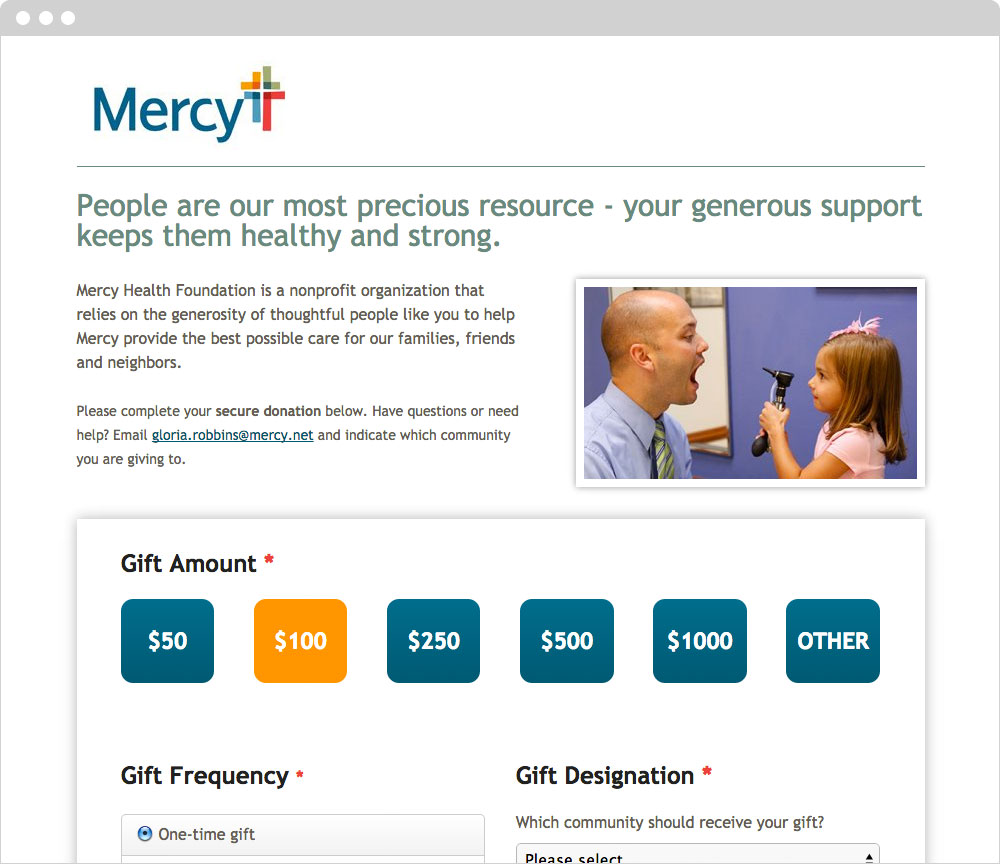 Mercy
People are our most precious resource - your generous support
keeps them healthy and strong.
Mercy Health Foundation is a nonprofit organization that
relies on the generosity of thoughtful people like you to help
Mercy provide the best possible care for our families, friends
and neighbors.
Please complete your secure donation below. Have questions or need
help? Email gloria.robbins@mercy.net and indicate which community
you are giving to.
Gift Amount *
$50 $100 $250 $500 $1000 OTHER
Gift Frequency *
One-time gift
Gift Designation *
Which community should receive your gift?
Please select